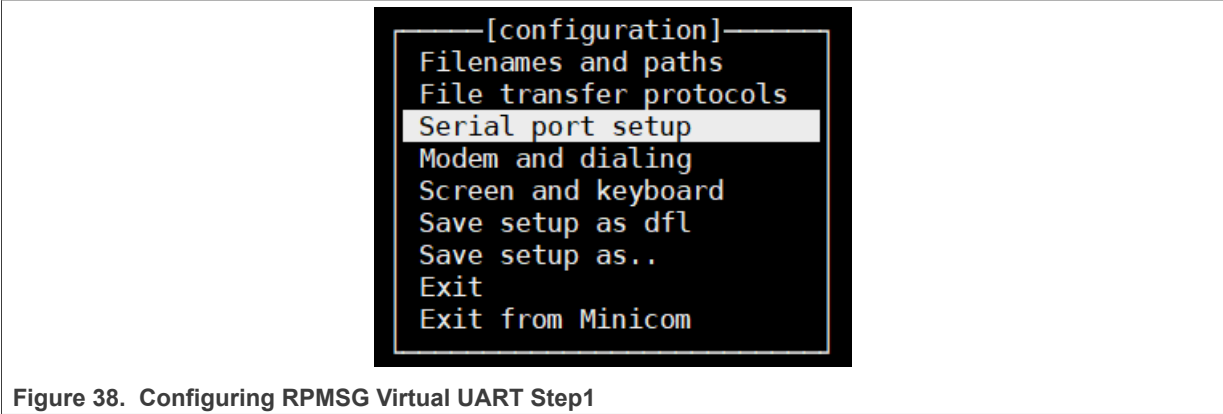 [configuration]
Filenames and paths
File transfer protocols
Serial port setup
Modem and dialing
Screen and keyboard
Save setup as dfl
Save setup as..
Exit
Exit from Minicom
Figure 38. Configuring RPMSG Virtual UART Step1